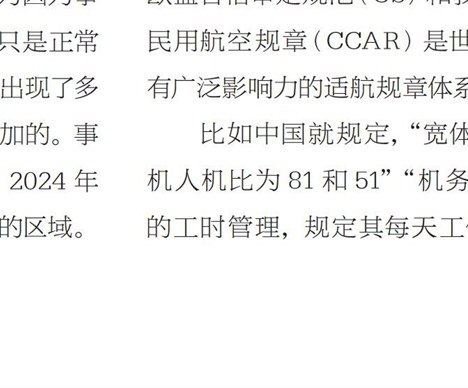 只是正常
出现了多
加的。事
2024 年
的区域。
民用航空规章(CCAR)是世
有广泛影响力的适航规章体系
比如中国就规定，“宽体
机人机比为 81 和 51”“机务
的工时管理，规定其每天工作